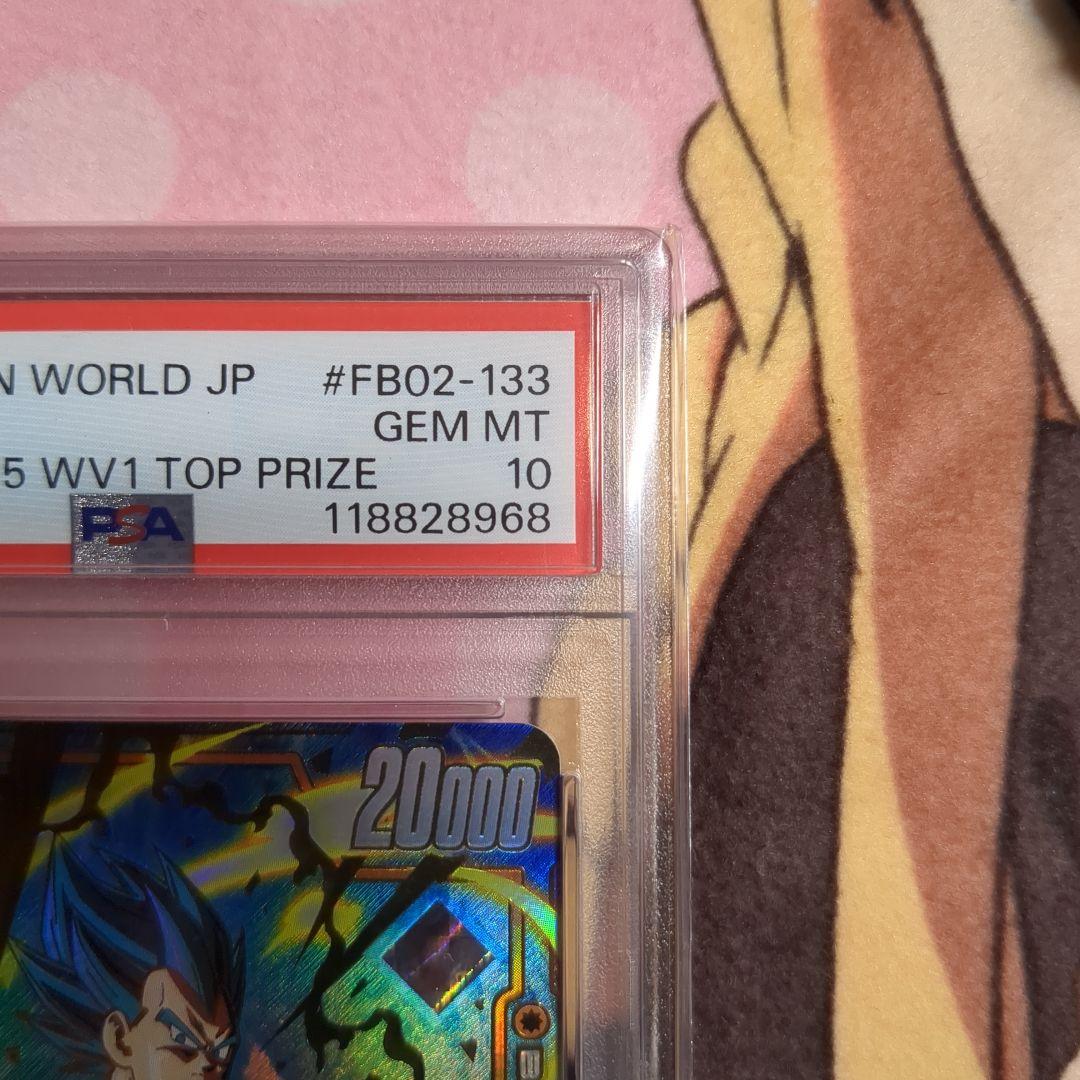 N WORLD JP #FB02-133
GEM MT
5 WV1 TOP PRIZE 10
PSA 118828968
20000